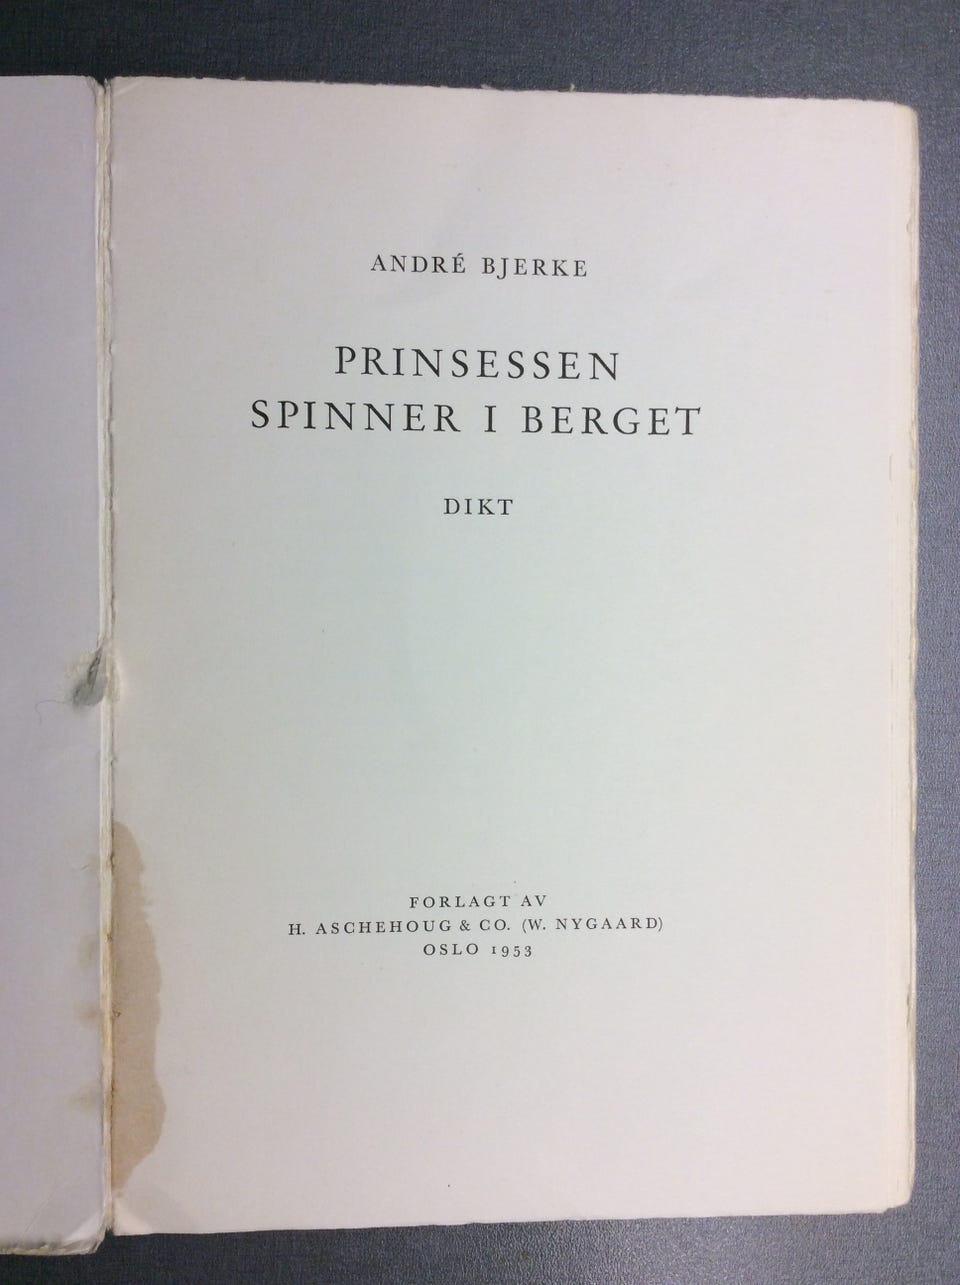 ANDRÉ BJERKE
PRINSESSEN
SPINNER I BERGET
DIKT
FORLAGT AV
H. ASCHEHOUG & CO. (W. NYGAARD)
OSLO 1953